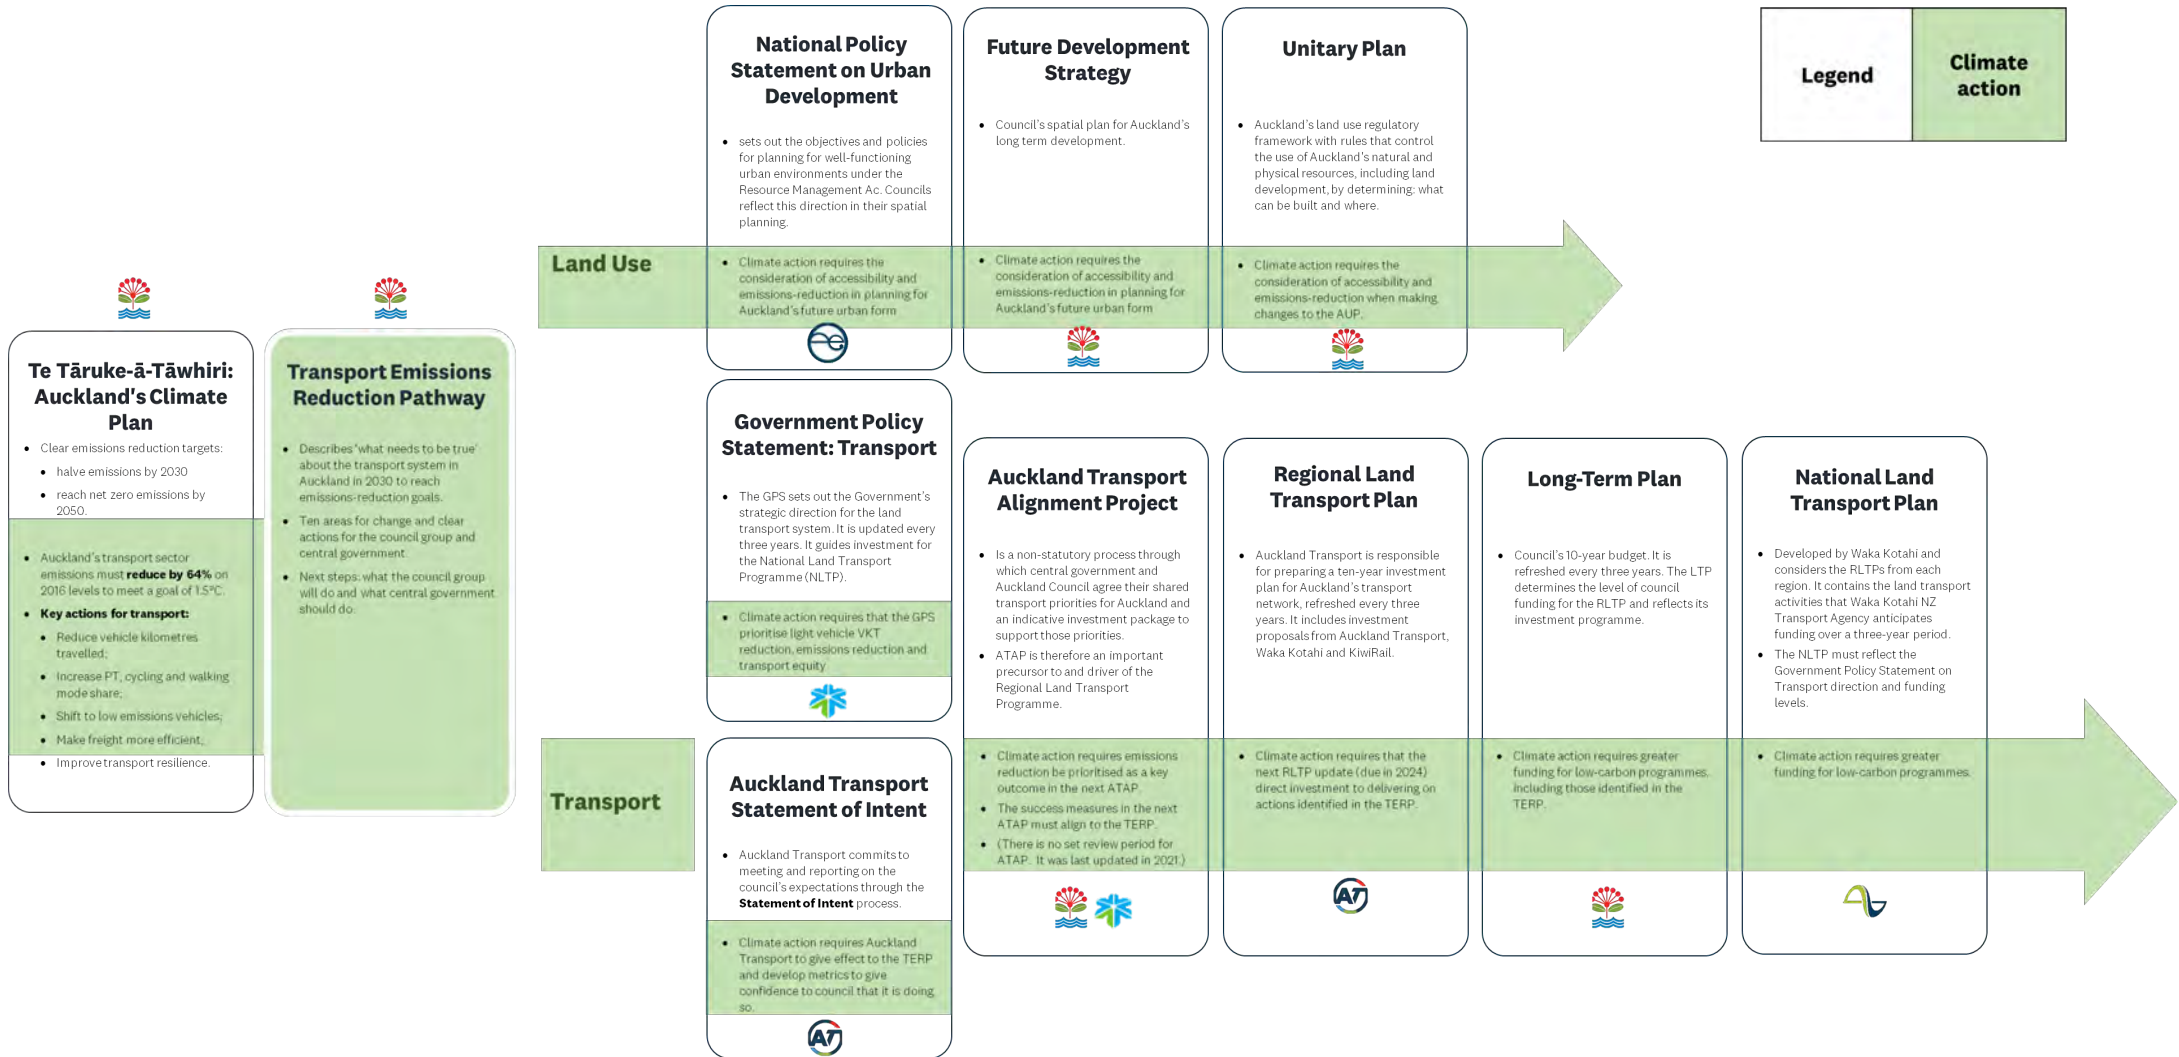 Te Tāruke-ā-Tāwhiri:
Auckland's Climate
Plan
• Clear emissions reduction targets:
• halve emissions by 2030
• reach net zero emissions by
2050.
• Auckland's transport sector
emissions must reduce by 64% on
2016 levels to meet a goal of 1.5°C.
• Key actions for transport:
• Reduce vehicle kilometres
travelled;
• Increase PT, cycling and walking
mode share;
• Shift to low emissions vehicles;
• Make freight more efficient;
• Improve transport resilience.
Transport Emissions
Reduction Pathway
• Describes 'what needs to be true'
about the transport system in
Auckland in 2030 to reach
emissions-reduction goals.
• Ten areas for change and clear
actions for the council group and
central government
• Next steps: what the council group
will do and what central government
should do.
Land Use
National Policy
Statement on Urban
Development
• sets out the objectives and policies
for planning for well-functioning
urban environments under the
Resource Management Ac. Councils
reflect this direction in their spatial
planning.
• Climate action requires the
consideration of accessibility and
emissions-reduction in planning for
Auckland's future urban form
Future Development
Strategy
• Council's spatial plan for Auckland's
long term development.
• Climate action requires the
consideration of accessibility and
emissions-reduction in planning for
Auckland's future urban form
Unitary Plan
• Auckland's land use regulatory
framework with rules that control
the use of Auckland's natural and
physical resources, including land
development, by determining: what
can be built and where.
• Climate action requires the
consideration of accessibility and
emissions-reduction when making
changes to the AUP.
Legend
Climate
action
Transport
Government Policy
Statement: Transport
• The GPS sets out the Government's
strategic direction for the land
transport system. It is updated every
three years. It guides investment for
the National Land Transport
Programme (NLTP).
• Climate action requires that the GPS
prioritise light vehicle VKT
reduction, emissions reduction and
transport equity
Auckland Transport
Statement of Intent
• Auckland Transport commits to
meeting and reporting on the
council's expectations through the
Statement of Intent process.
• Climate action requires Auckland
Transport to give effect to the TERP
and develop metrics to give
confidence to council that it is doing
so.
AT
Auckland Transport
Alignment Project
• Is a non-statutory process through
which central government and
Auckland Council agree their shared
transport priorities for Auckland and
an indicative investment package to
support those priorities.
• ATAP is therefore an important
precursor to and driver of the
Regional Land Transport
Programme.
• Climate action requires emissions
reduction be prioritised as a key
outcome in the next ATAP.
• The success measures in the next
ATAP must align to the TERP.
• (There is no set review period for
ATAP. It was last updated in 2021.)
Regional Land
Transport Plan
• Auckland Transport is responsible
for preparing a ten-year investment
plan for Auckland's transport
network, refreshed every three
years. It includes investment
proposals from Auckland Transport,
Waka Kotahi and KiwiRail.
• Climate action requires that the
next RLTP update (due in 2024)
direct investment to delivering on
actions identified in the TERP.
AT
Long-Term Plan
• Council's 10-year budget. It is
refreshed every three years. The LTP
determines the level of council
funding for the RLTP and reflects its
investment programme.
• Climate action requires greater
funding for low-carbon programmes,
including those identified in the
TERP.
National Land
Transport Plan
• Developed by Waka Kotahi and
considers the RLTPs from each
region. It contains the land transport
activities that Waka Kotahi NZ
Transport Agency anticipates
funding over a three-year period.
• The NLTP must reflect the
Government Policy Statement on
Transport direction and funding
levels.
• Climate action requires greater
funding for low-carbon programmes.